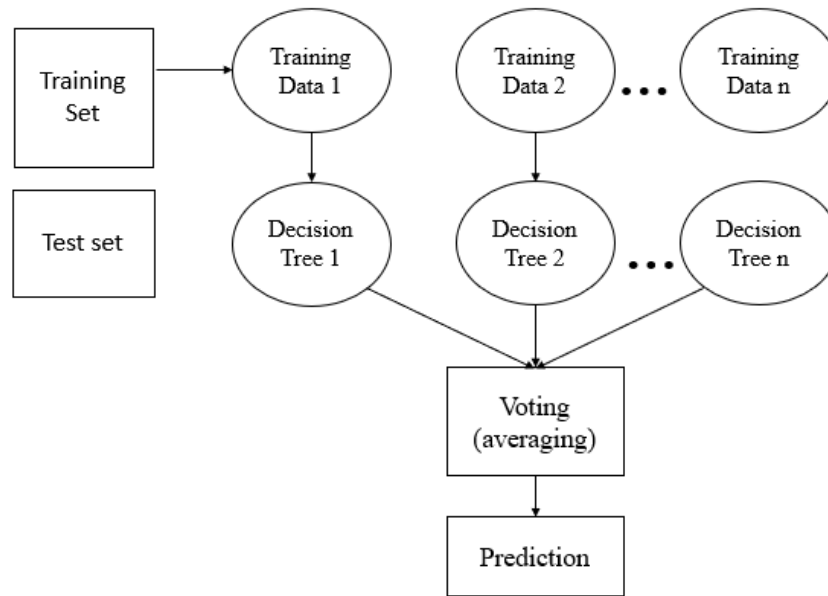 Training
Set
Training
Data 1
Training
Data 2
...
Training
Data n
Test set
Decision
Tree 1
Decision
Tree 2
...
Decision
Tree n
Voting
(averaging)
Prediction